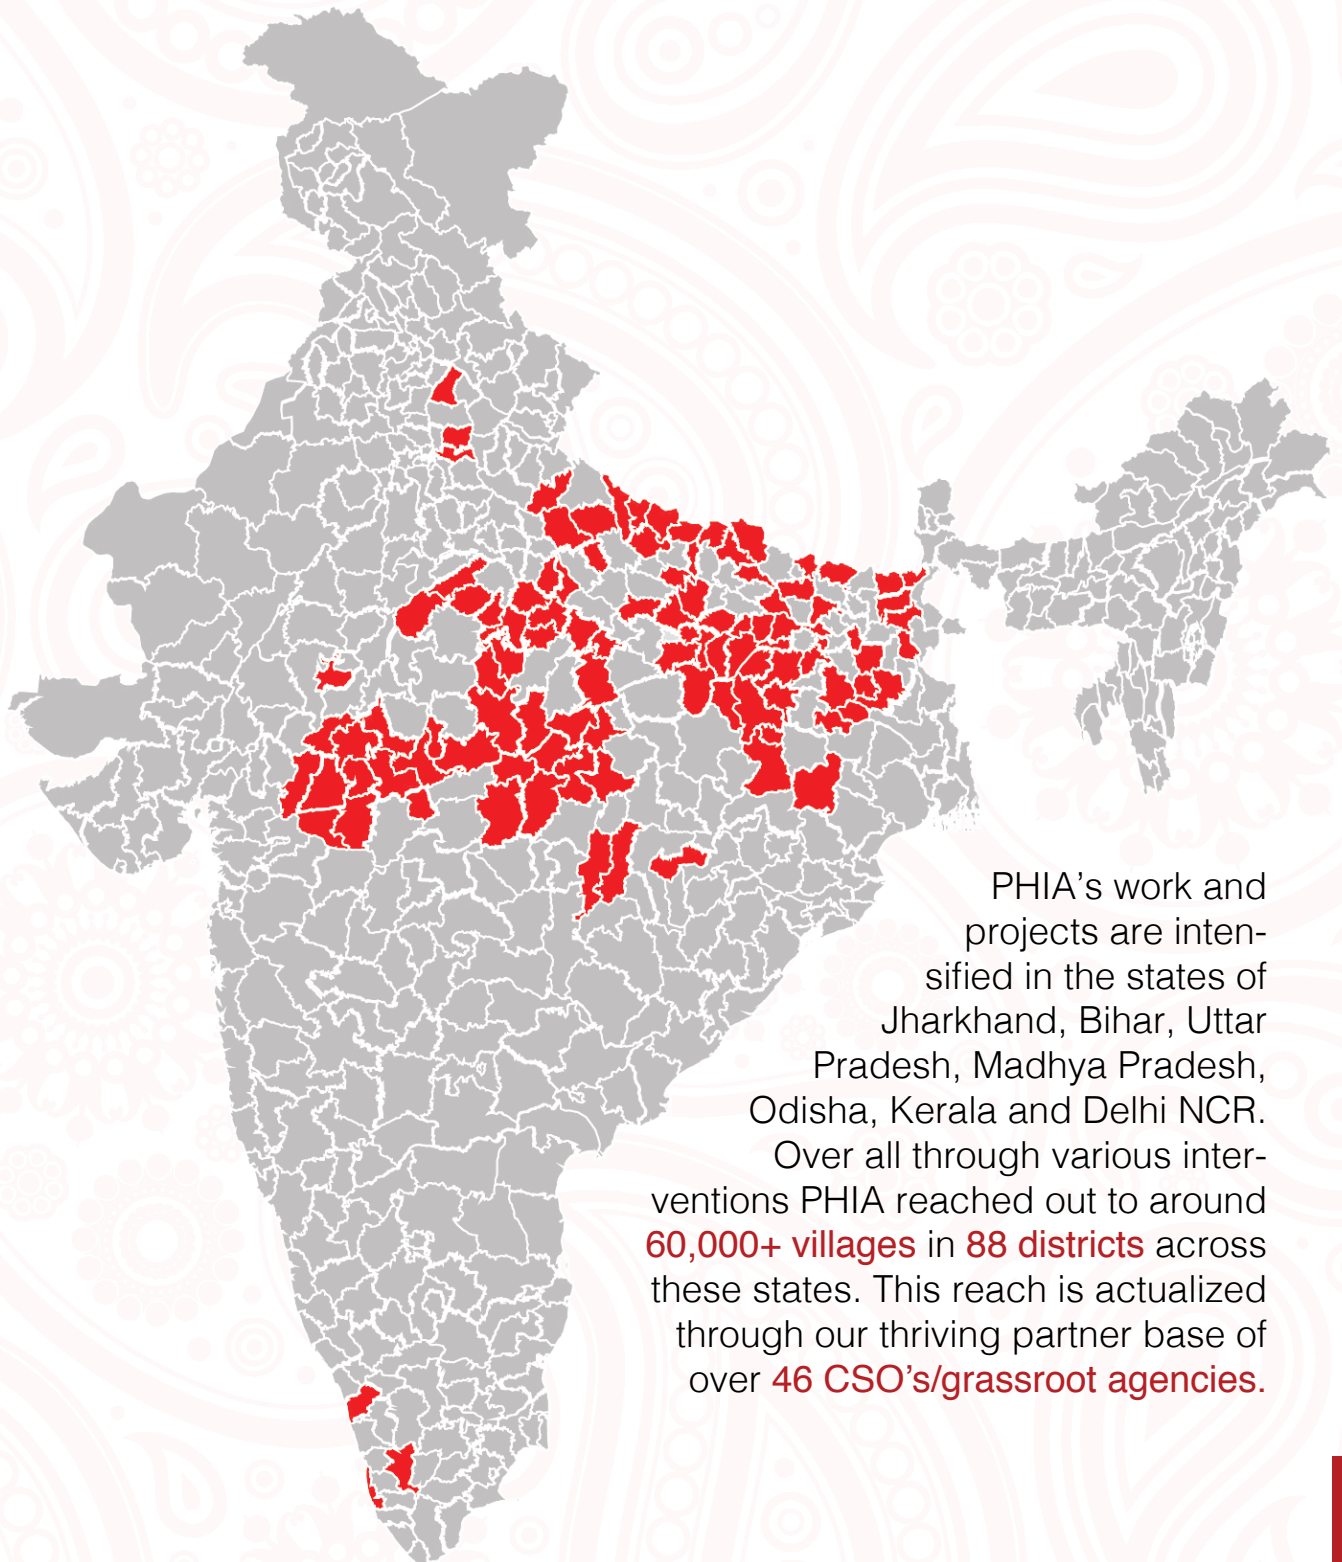 PHIA’s work and
projects are inten-
sified in the states of
Jharkhand, Bihar, Uttar
Pradesh, Madhya Pradesh,
Odisha, Kerala and Delhi NCR.
Over all through various inter-
ventions PHIA reached out to around
60,000+ villages in 88 districts across
these states. This reach is actualized
through our thriving partner base of
over 46 CSO’s/grassroot agencies.